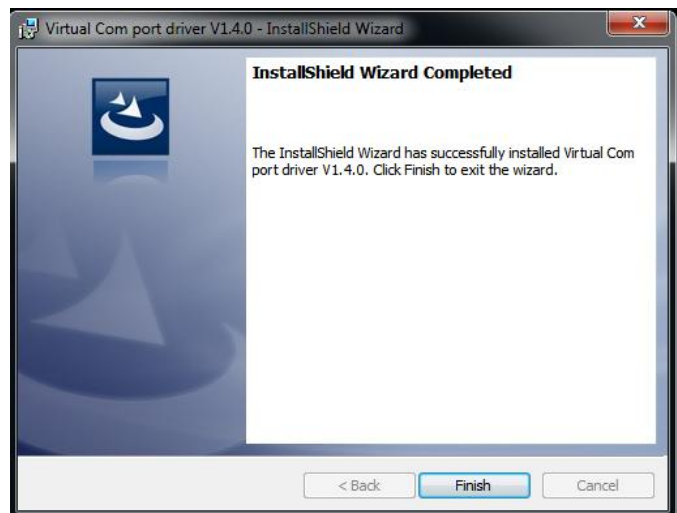 Virtual Com port driver V1.4.0 - InstallShield Wizard
InstallShield Wizard Completed
The InstallShield Wizard has successfully installed Virtual Com
port driver V1.4.0. Click Finish to exit the wizard.
< Back Finish Cancel